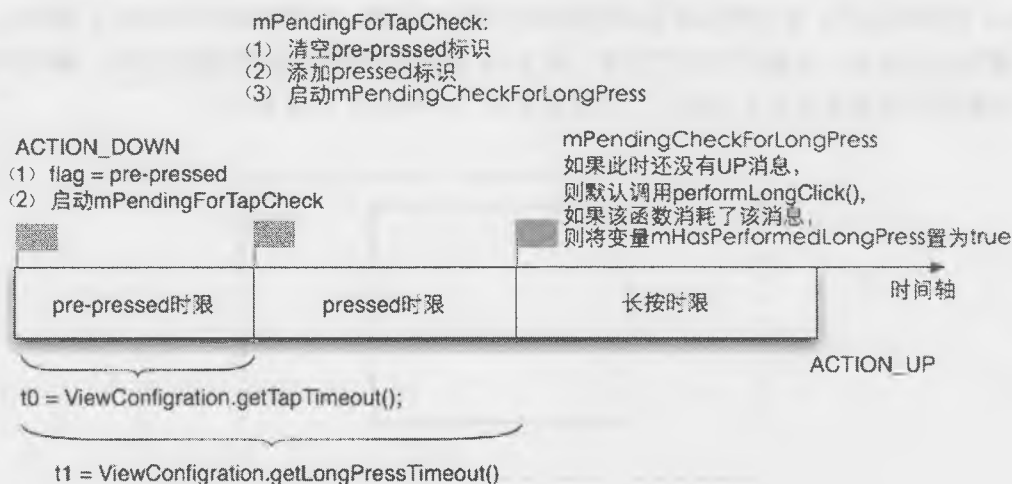 mPendingForTapCheck:
（1） 清空pre-prsssed标识
（2） 添加pressed标识
（3） 启动mPendingCheckForLongPress
ACTION_DOWN
（1） flag = pre-pressed
（2） 启动mPendingForTapCheck
mPendingCheckForLongPress
如果此时还没有UP消息，
则默认调用performLongClick(),
如果该函数消耗了该消息，
则将变量mHasPerformedLongPress置为true
pre-pressed时限
pressed时限
长按时限
时间轴
ACTION_UP
t0 = ViewConfigration.getTapTimeout();
t1 = ViewConfigration.getLongPressTimeout()